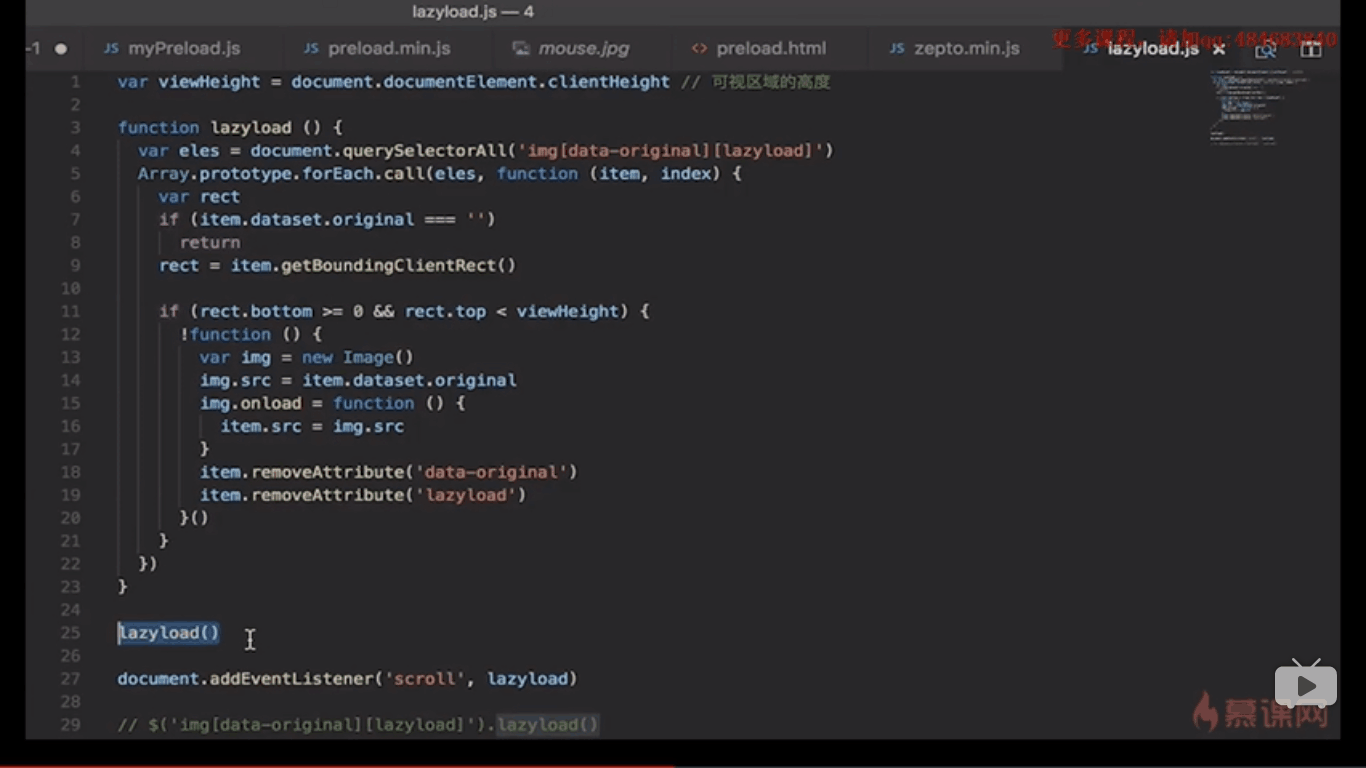 lazyload.js — 4
-1 ● JS myPreload.js JS preload.min.js mouse.jpg <> preload.html JS zepto.min.js JS lazyload.js ×
更多课程，请加qq:484683840
1 var viewHeight = document.documentElement.clientHeight // 可视区域的高度
2
3 function lazyload () {
4 var eles = document.querySelectorAll('img[data-original][lazyload]')
5 Array.prototype.forEach.call(eles, function (item, index) {
6 var rect
7 if (item.dataset.original === '')
8 return
9 rect = item.getBoundingClientRect()
10
11 if (rect.bottom >= 0 && rect.top < viewHeight) {
12 !function () {
13 var img = new Image()
14 img.src = item.dataset.original
15 img.onload = function () {
16 item.src = img.src
17 }
18 item.removeAttribute('data-original')
19 item.removeAttribute('lazyload')
20 }()
21 }
22 })
23 }
24
25 lazyload()
26
27 document.addEventListener('scroll', lazyload)
28
29 // $('img[data-original][lazyload]').lazyload()
慕课网